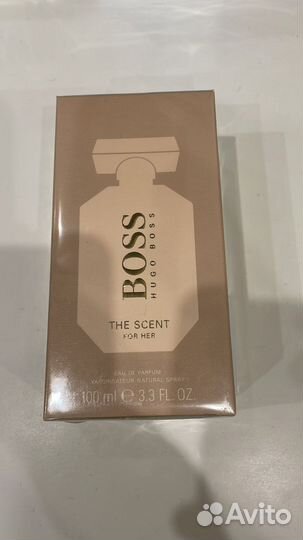 BOSS
HUGO BOSS
THE SCENT
FOR HER
EAU DE PARFUM
VAPORISATEUR NATURAL SPRAY
100 ml ℮ 3.3 FL. OZ.
Avito